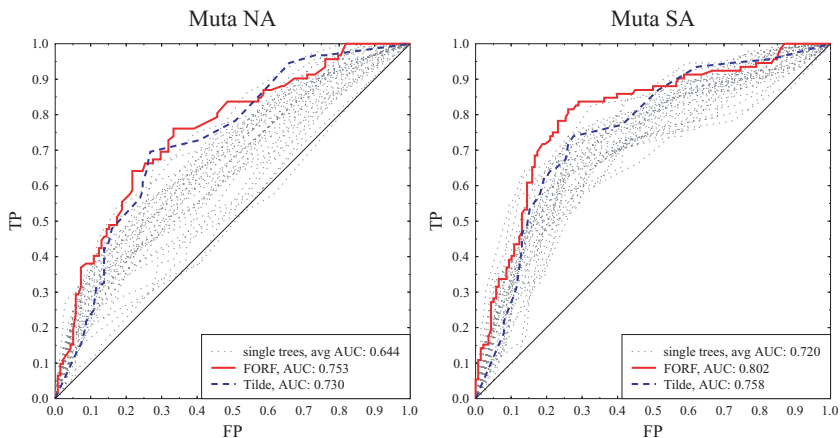 Muta NA
1.0
0.9
0.8
0.7
0.6
0.5
0.4
0.3
0.2
0.1
0.0
TP
0.0 0.1 0.2 0.3 0.4 0.5 0.6 0.7 0.8 0.9 1.0
FP
single trees, avg AUC: 0.644
FORF, AUC: 0.753
Tilde, AUC: 0.730
Muta SA
1.0
0.9
0.8
0.7
0.6
0.5
0.4
0.3
0.2
0.1
0.0
TP
0.0 0.1 0.2 0.3 0.4 0.5 0.6 0.7 0.8 0.9 1.0
FP
single trees, avg AUC: 0.720
FORF, AUC: 0.802
Tilde, AUC: 0.758